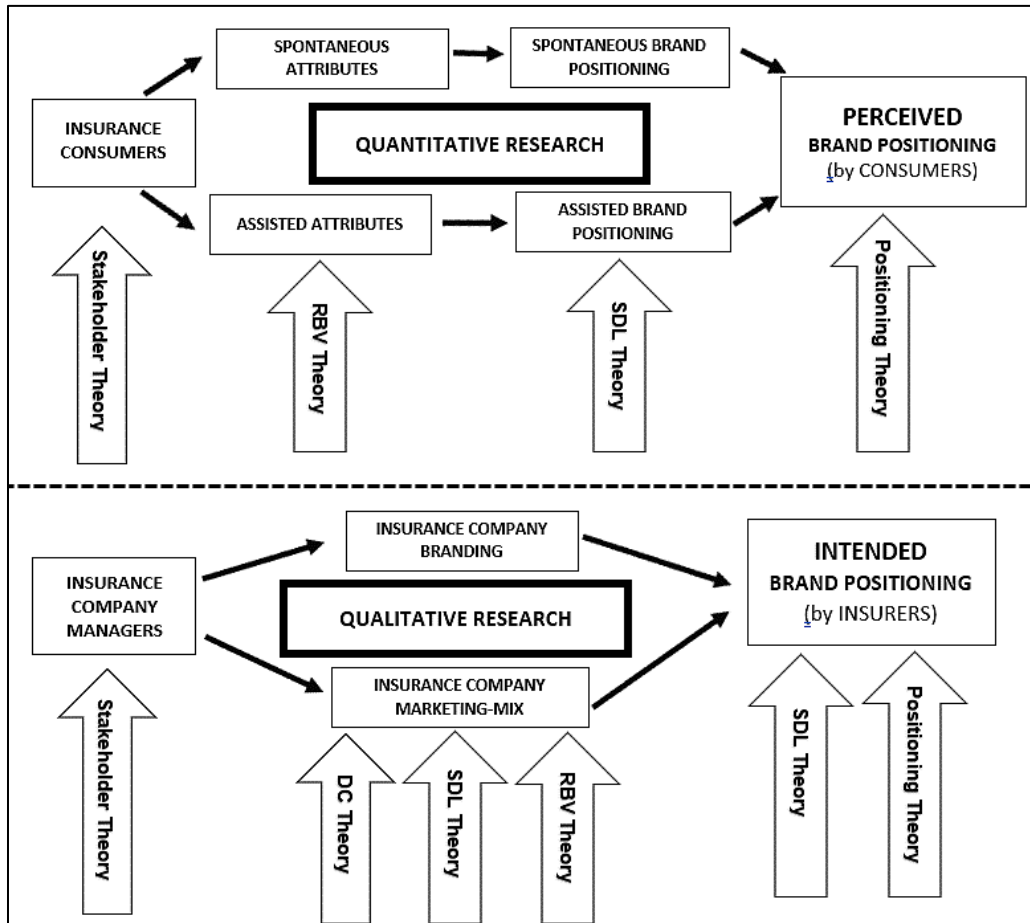 SPONTANEOUS
ATTRIBUTES
SPONTANEOUS BRAND
POSITIONING
INSURANCE
CONSUMERS
QUANTITATIVE RESEARCH
PERCEIVED
BRAND POSITIONING
(by CONSUMERS)
ASSISTED ATTRIBUTES
ASSISTED BRAND
POSITIONING
Stakeholder Theory
RBV Theory
SDL Theory
Positioning Theory
INSURANCE COMPANY
BRANDING
INSURANCE
COMPANY
MANAGERS
QUALITATIVE RESEARCH
INTENDED
BRAND POSITIONING
(by INSURERS)
INSURANCE COMPANY
MARKETING-MIX
Stakeholder Theory
DC Theory
SDL Theory
RBV Theory
SDL Theory
Positioning Theory